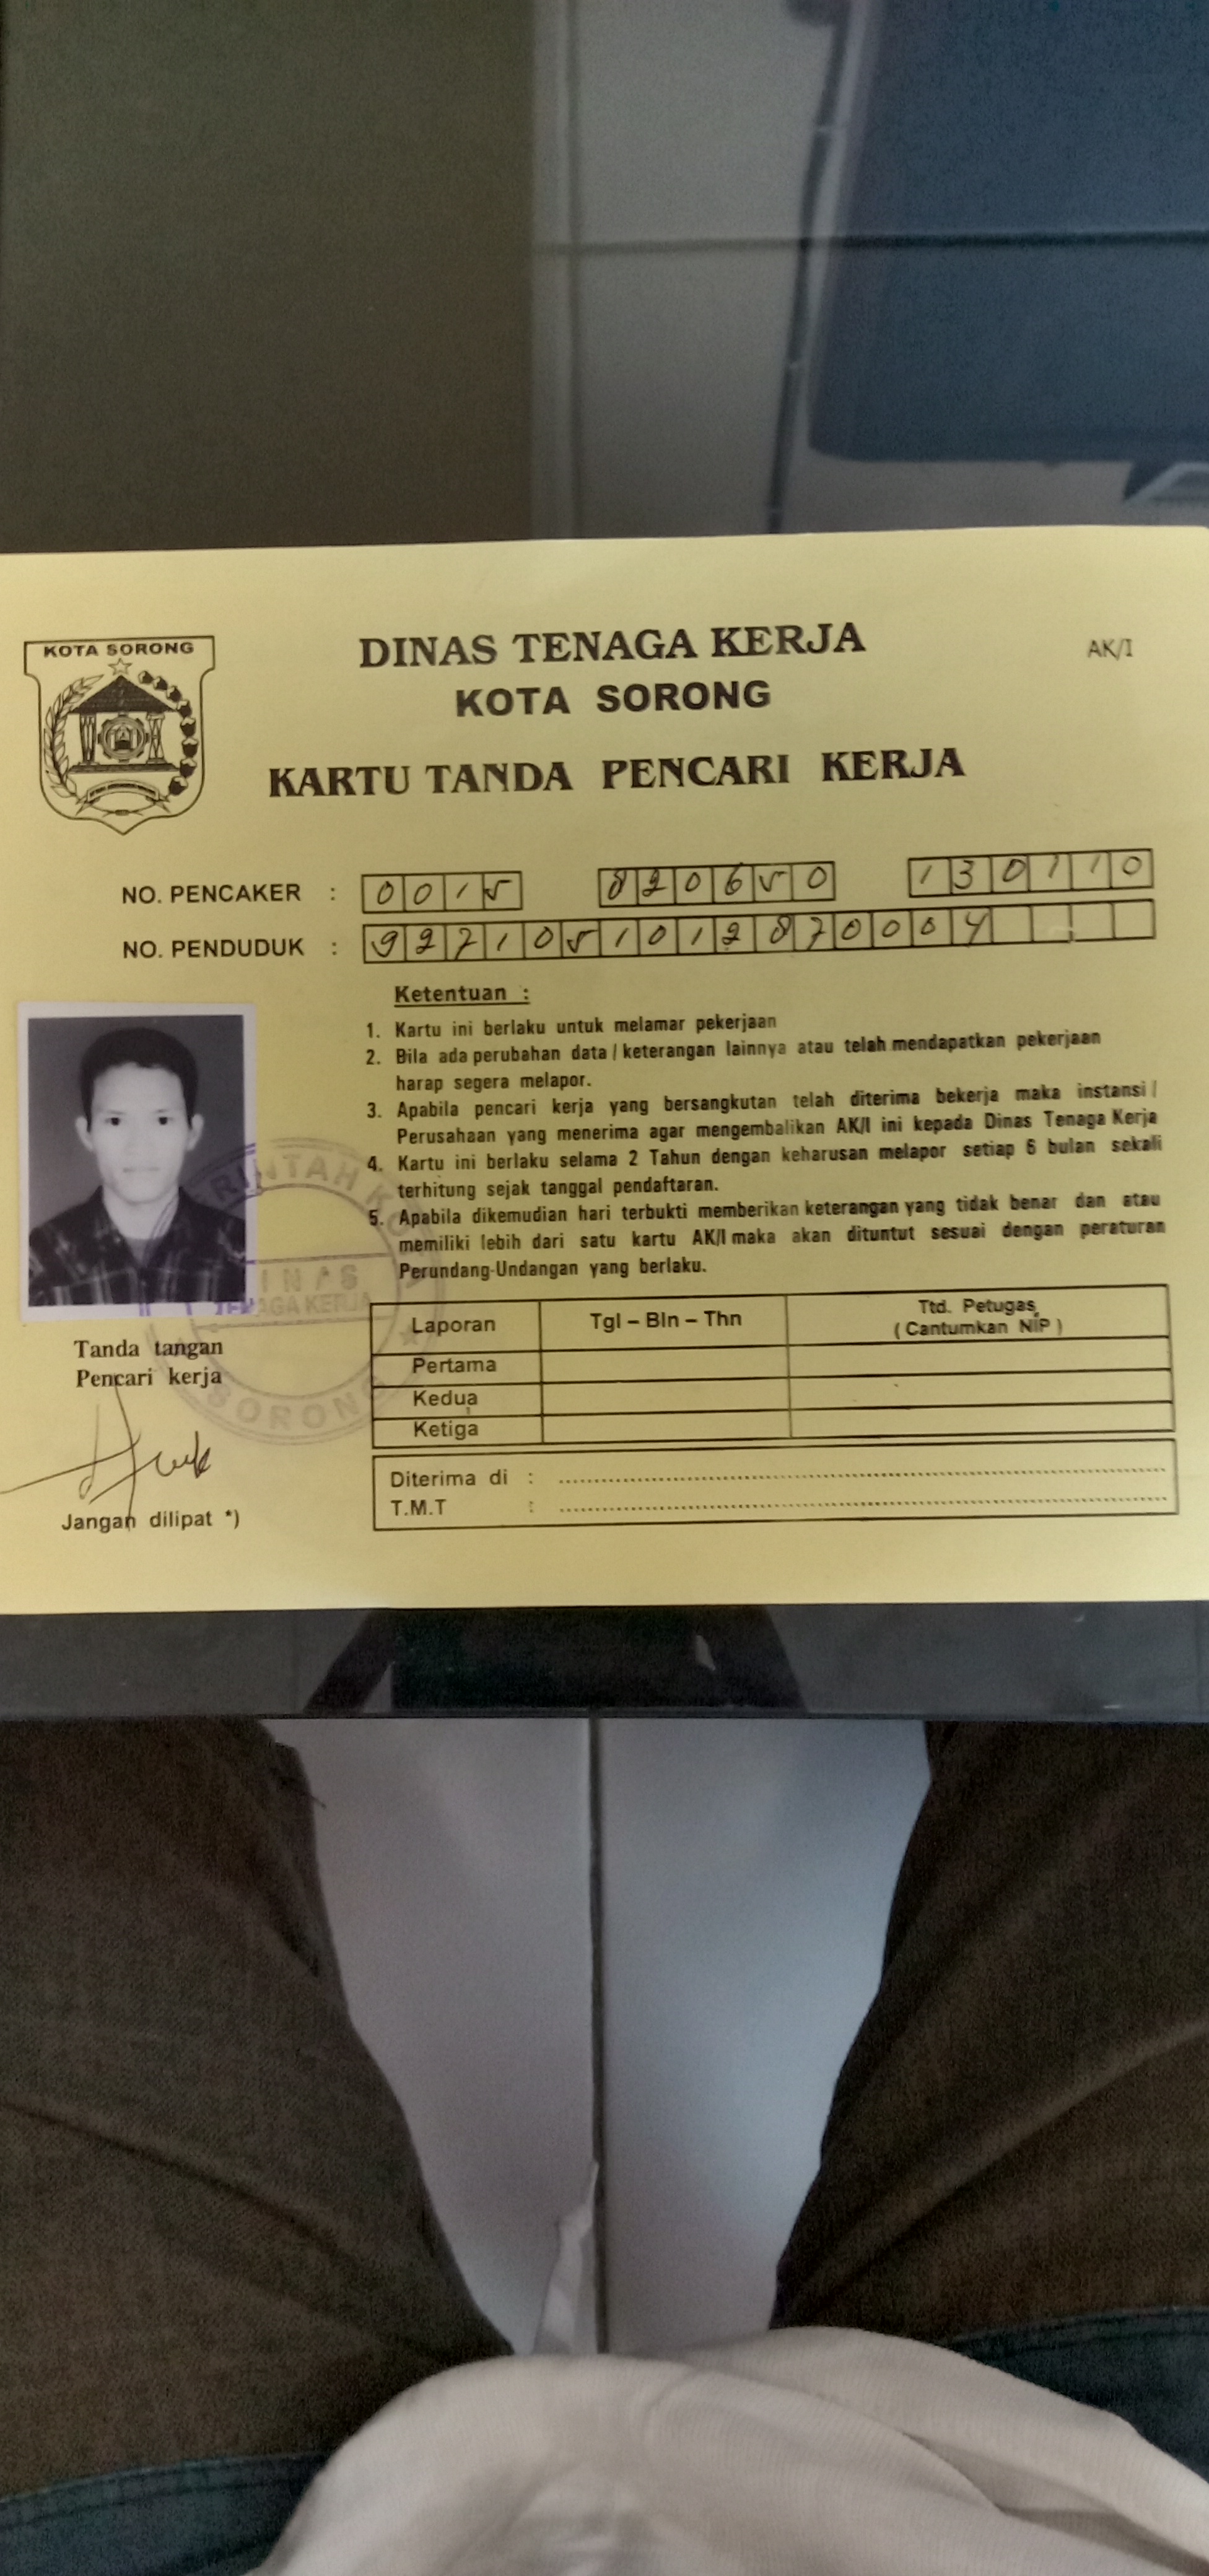 KOTA SORONG
DINAS TENAGA KERJA
AK/I
KOTA SORONG
KARTU TANDA PENCARI KERJA
NO. PENCAKER : 0015 820650 130110
NO. PENDUDUK : 9271051012870004
Ketentuan :
1. Kartu ini berlaku untuk melamar pekerjaan
2. Bila ada perubahan data / keterangan lainnya atau telah mendapatkan pekerjaan
harap segera melapor.
3. Apabila pencari kerja yang bersangkutan telah diterima bekerja maka instansi /
Perusahaan yang menerima agar mengembalikan AK/I ini kepada Dinas Tenaga Kerja
4. Kartu ini berlaku selama 2 Tahun dengan keharusan melapor setiap 6 bulan sekali
terhitung sejak tanggal pendaftaran.
5. Apabila dikemudian hari terbukti memberikan keterangan yang tidak benar dan atau
memiliki lebih dari satu kartu AK/I maka akan dituntut sesuai dengan peraturan
Perundang-Undangan yang berlaku.
DINAS
TENAGA KERJA
SORONG
Tanda tangan
Pencari kerja
Jangan dilipat *)
Laporan Tgl – Bln – Thn Ttd. Petugas
( Cantumkan NIP )
Pertama
Kedua
Ketiga
Diterima di :
T.M.T :